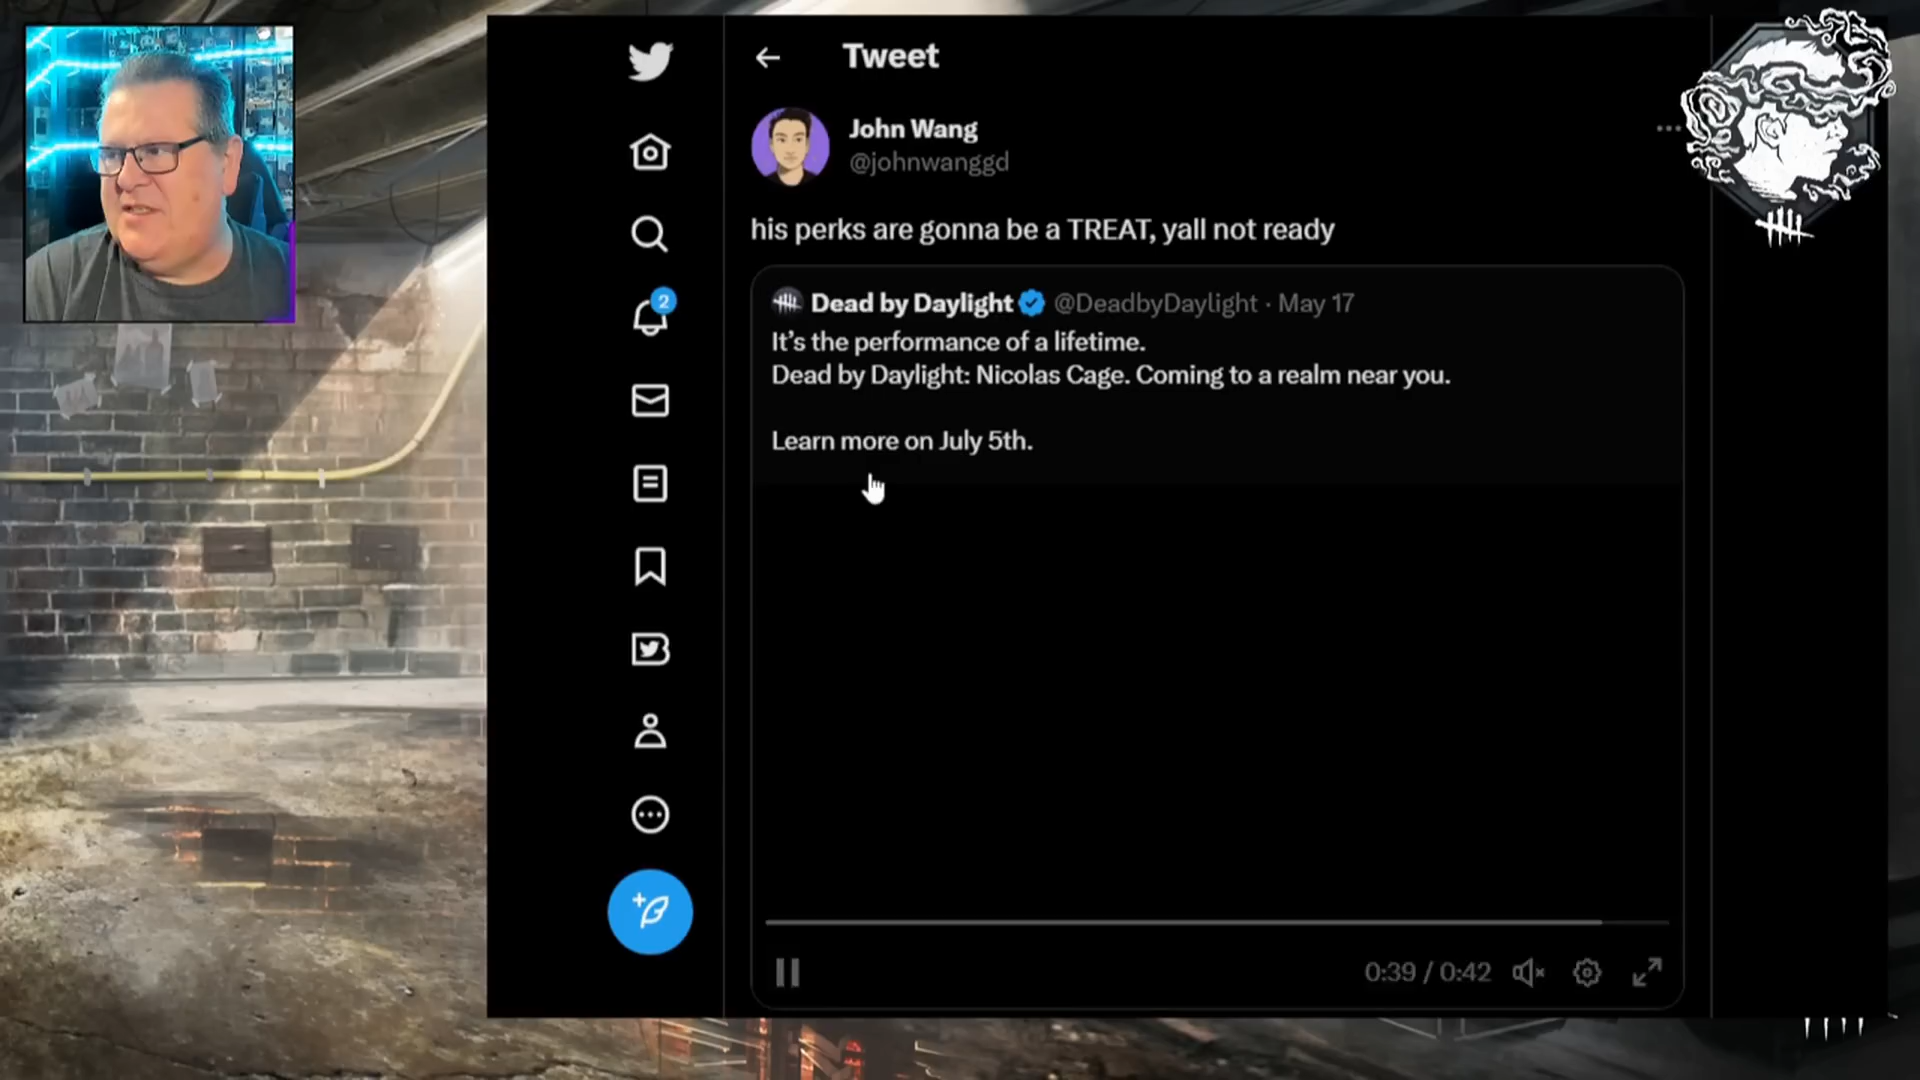 Tweet
John Wang
@johnwanggd
his perks are gonna be a TREAT, yall not ready
Dead by Daylight @DeadbyDaylight · May 17
It's the performance of a lifetime.
Dead by Daylight: Nicolas Cage. Coming to a realm near you.
Learn more on July 5th.
2
0:39 / 0:42